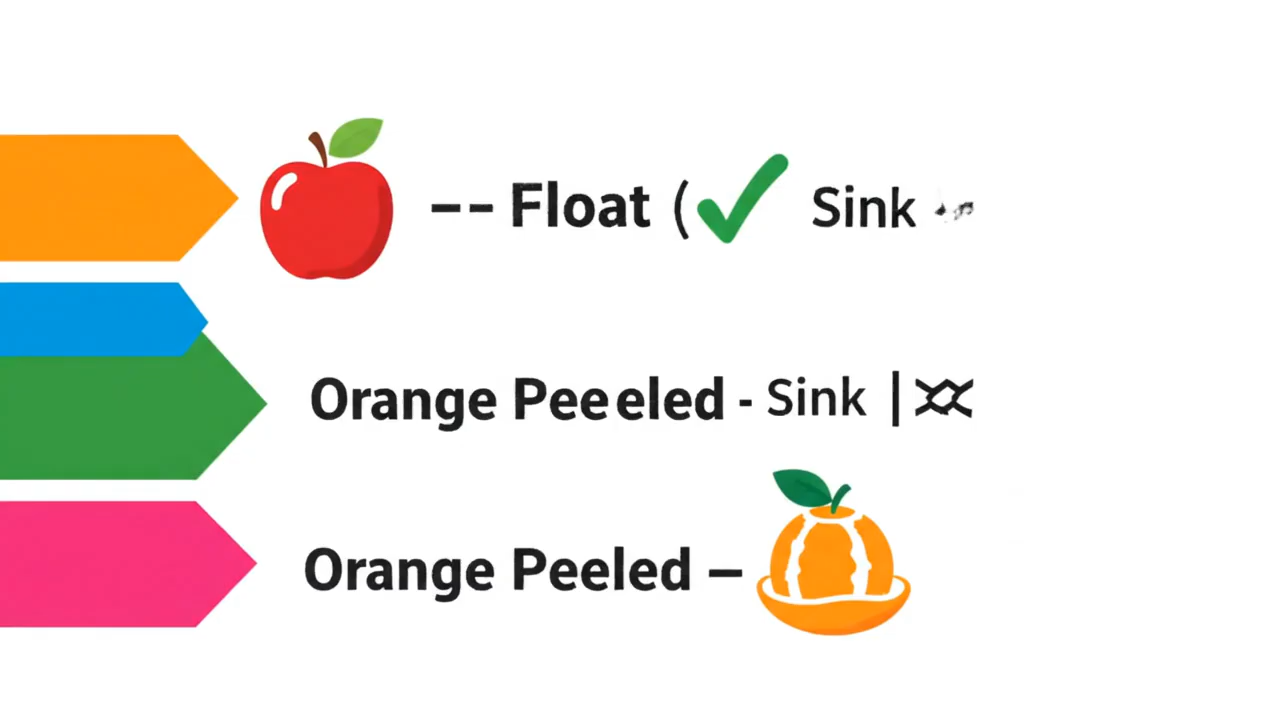 -- Float ( Sink
Orange Peeeled - Sink |
Orange Peeled –